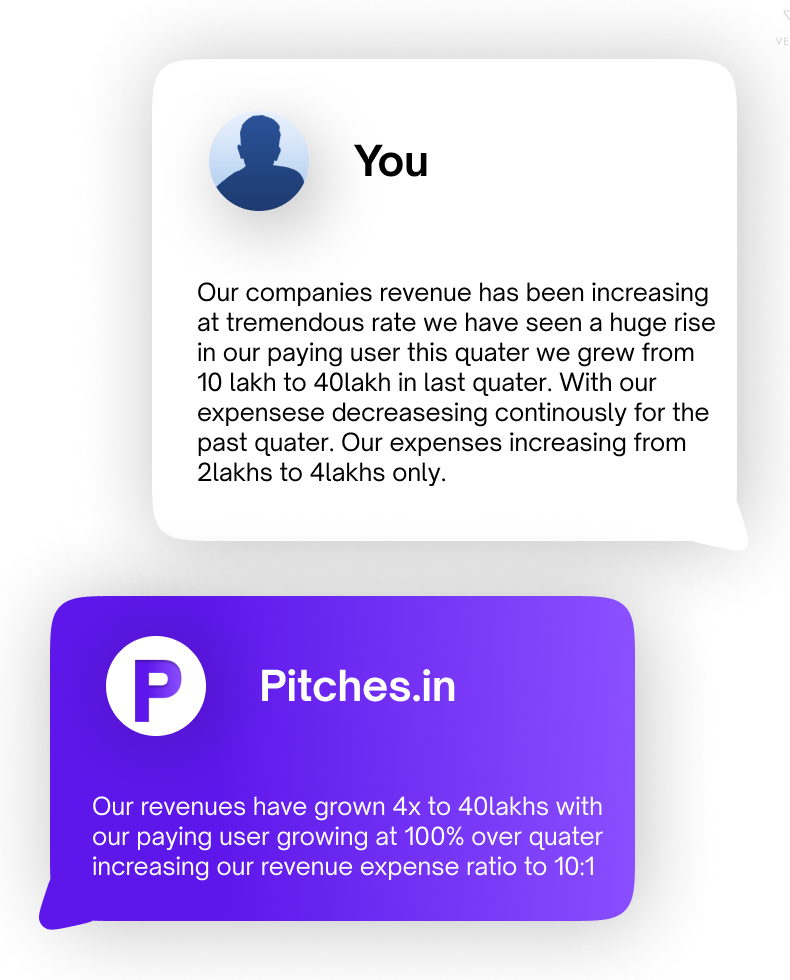 You
Our companies revenue has been increasing
at tremendous rate we have seen a huge rise
in our paying user this quater we grew from
10 lakh to 40lakh in last quater. With our
expensese decreasesing continously for the
past quater. Our expenses increasing from
2lakhs to 4lakhs only.
P
Pitches.in
Our revenues have grown 4x to 40lakhs with
our paying user growing at 100% over quater
increasing our revenue expense ratio to 10:1